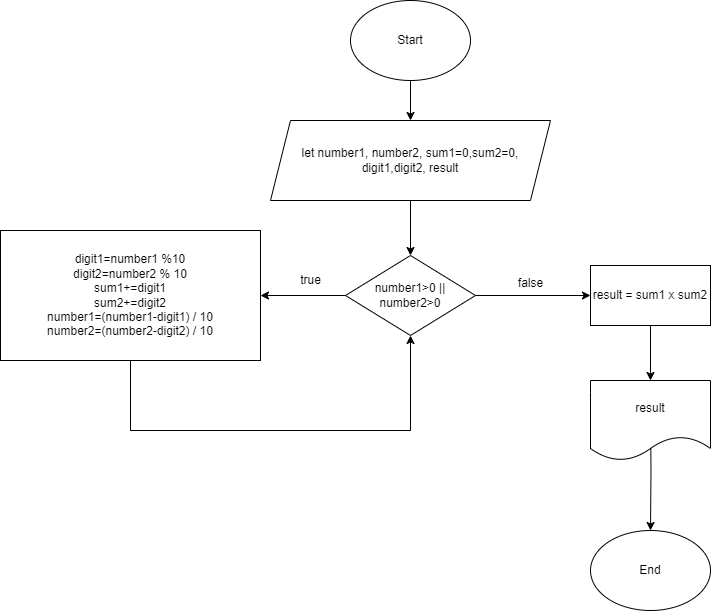 Start
let number1, number2, sum1=0,sum2=0,
digit1,digit2, result
digit1=number1 %10
digit2=number2 % 10
sum1+=digit1
sum2+=digit2
number1=(number1-digit1) / 10
number2=(number2-digit2) / 10
true
number1>0 ||
number2>0
false
result = sum1 x sum2
result
End